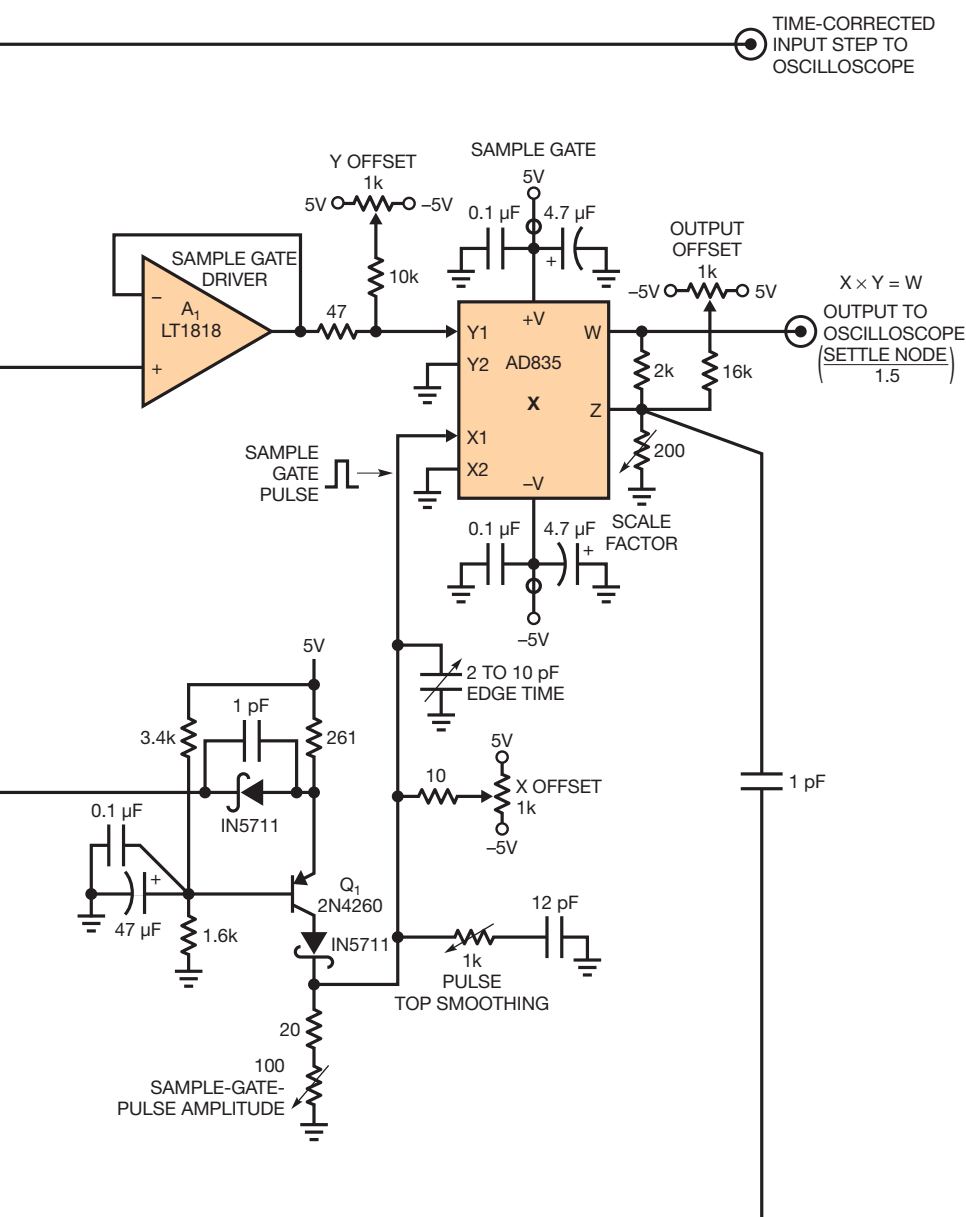 TIME-CORRECTED
INPUT STEP TO
OSCILLOSCOPE
SAMPLE GATE
5V
0.1 µF
4.7 µF
+
Y OFFSET
1k
5V
–5V
10k
SAMPLE GATE
DRIVER
–
A1
LT1818
+
47
OUTPUT
OFFSET
1k
–5V
5V
X × Y = W
OUTPUT TO
OSCILLOSCOPE
(SETTLE NODE
1.5)
+V
Y1
W
Y2
AD835
2k
16k
X
Z
X1
X2
–V
200
SCALE
FACTOR
SAMPLE
GATE
PULSE
0.1 µF
4.7 µF
+
–5V
2 TO 10 pF
EDGE TIME
5V
1 pF
3.4k
261
IN5711
5V
10
X OFFSET
1k
–5V
1 pF
0.1 µF
+
47 µF
1.6k
Q1
2N4260
IN5711
12 pF
1k
PULSE
TOP SMOOTHING
20
100
SAMPLE-GATE-
PULSE AMPLITUDE